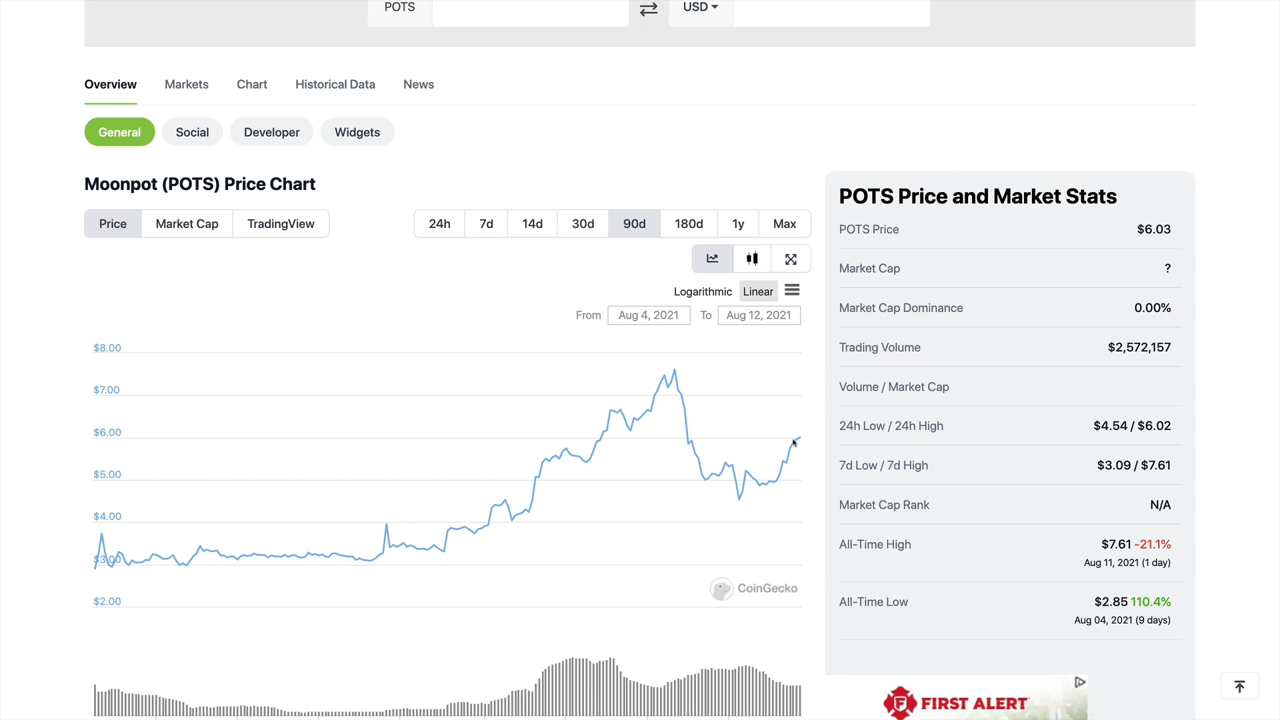 POTS USD
Overview Markets Chart Historical Data News
General Social Developer Widgets
Moonpot (POTS) Price Chart
Price Market Cap TradingView 24h 7d 14d 30d 90d 180d 1y Max
Logarithmic Linear
From Aug 4, 2021 To Aug 12, 2021
$8.00
$7.00
$6.00
$5.00
$4.00
$3.00
$2.00
CoinGecko
POTS Price and Market Stats
POTS Price $6.03
Market Cap ?
Market Cap Dominance 0.00%
Trading Volume $2,572,157
Volume / Market Cap
24h Low / 24h High $4.54 / $6.02
7d Low / 7d High $3.09 / $7.61
Market Cap Rank N/A
All-Time High $7.61 -21.1%
Aug 11, 2021 (1 day)
All-Time Low $2.85 110.4%
Aug 04, 2021 (9 days)
FIRST ALERT